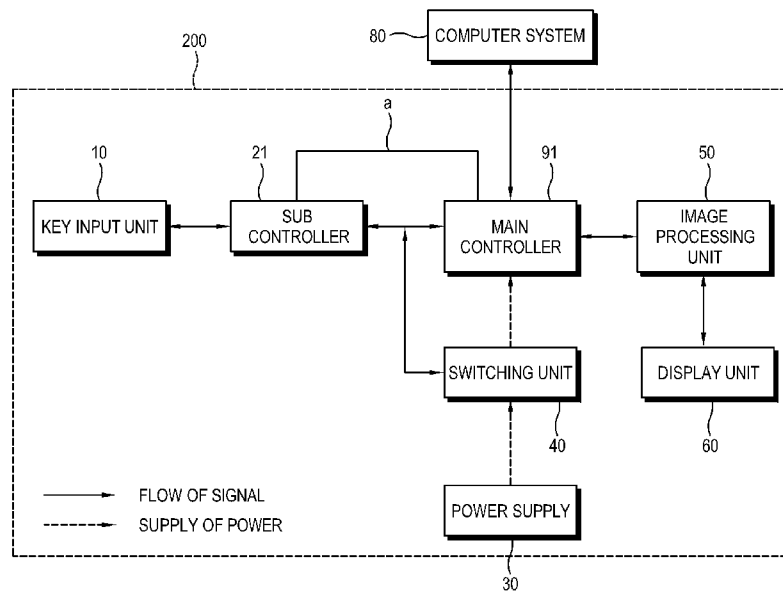 80
COMPUTER SYSTEM
200
a
10
21
91
50
KEY INPUT UNIT
SUB
CONTROLLER
MAIN
CONTROLLER
IMAGE
PROCESSING
UNIT
SWITCHING UNIT
DISPLAY UNIT
40
60
FLOW OF SIGNAL
SUPPLY OF POWER
POWER SUPPLY
30